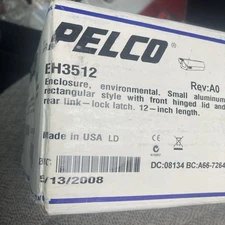 PELCO®
EH3512
Rev:A0
Enclosure, environmental. Small aluminum
rectangular style with front hinged lid and
rear link-lock latch. 12-inch length.
Made in USA LD
BC:
DC:08134 BC:A66-7264
/13/2008